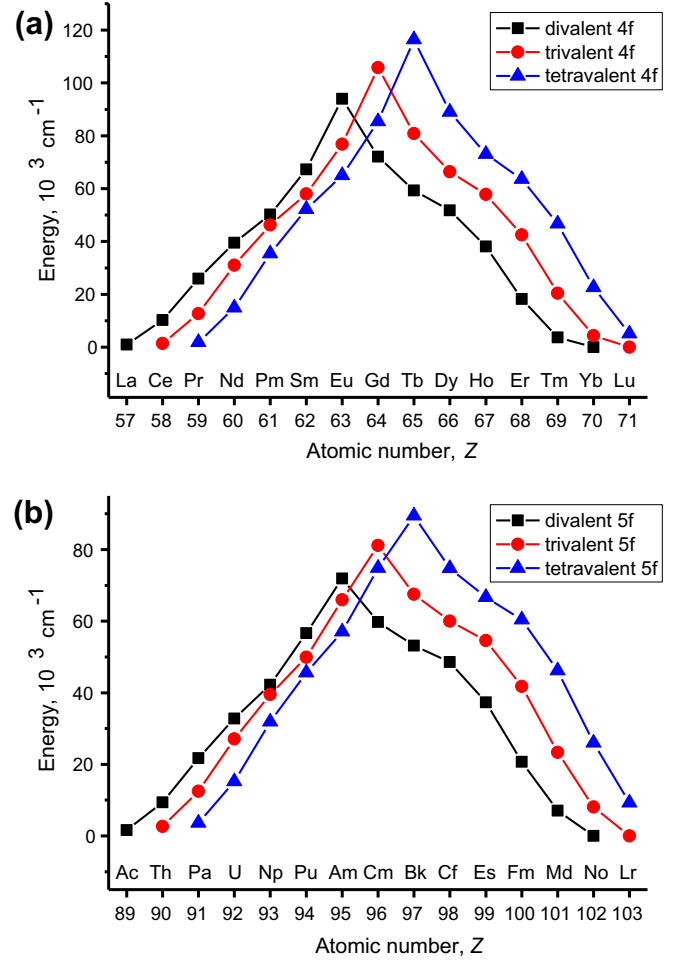 (a)
divalent 4f
trivalent 4f
tetravalent 4f
120
100
80
60
40
20
0
Energy, 10³ cm⁻¹
La Ce Pr Nd Pm Sm Eu Gd Tb Dy Ho Er Tm Yb Lu
57 58 59 60 61 62 63 64 65 66 67 68 69 70 71
Atomic number, Z
(b)
divalent 5f
trivalent 5f
tetravalent 5f
80
60
40
20
0
Energy, 10³ cm⁻¹
Ac Th Pa U Np Pu Am Cm Bk Cf Es Fm Md No Lr
89 90 91 92 93 94 95 96 97 98 99 100 101 102 103
Atomic number, Z